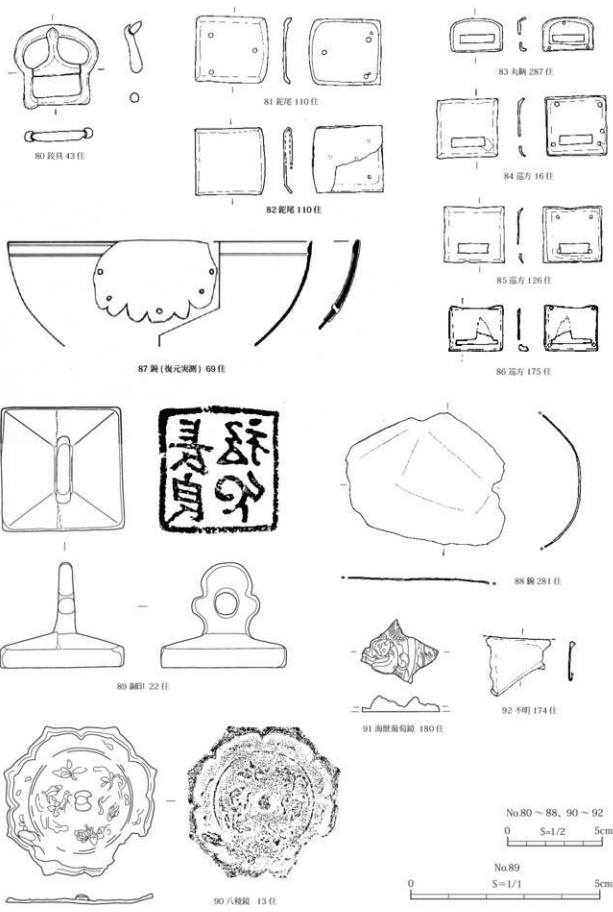 80 鉸具 43住
81 鉈尾 110住
82 鉈尾 110住
83 丸鞆 287住
84 巡方 16住
85 巡方 126住
86 巡方 175住
87 鋺 (復元実測) 69住
88 鋺 281住
89 銅印 22住
90 八稜鏡 13住
91 海獣葡萄鏡 180住
92 不明 174住
No.80 ～ 88、90 ～ 92
0 S=1/2 5cm
No.89
0 S=1/1 5cm